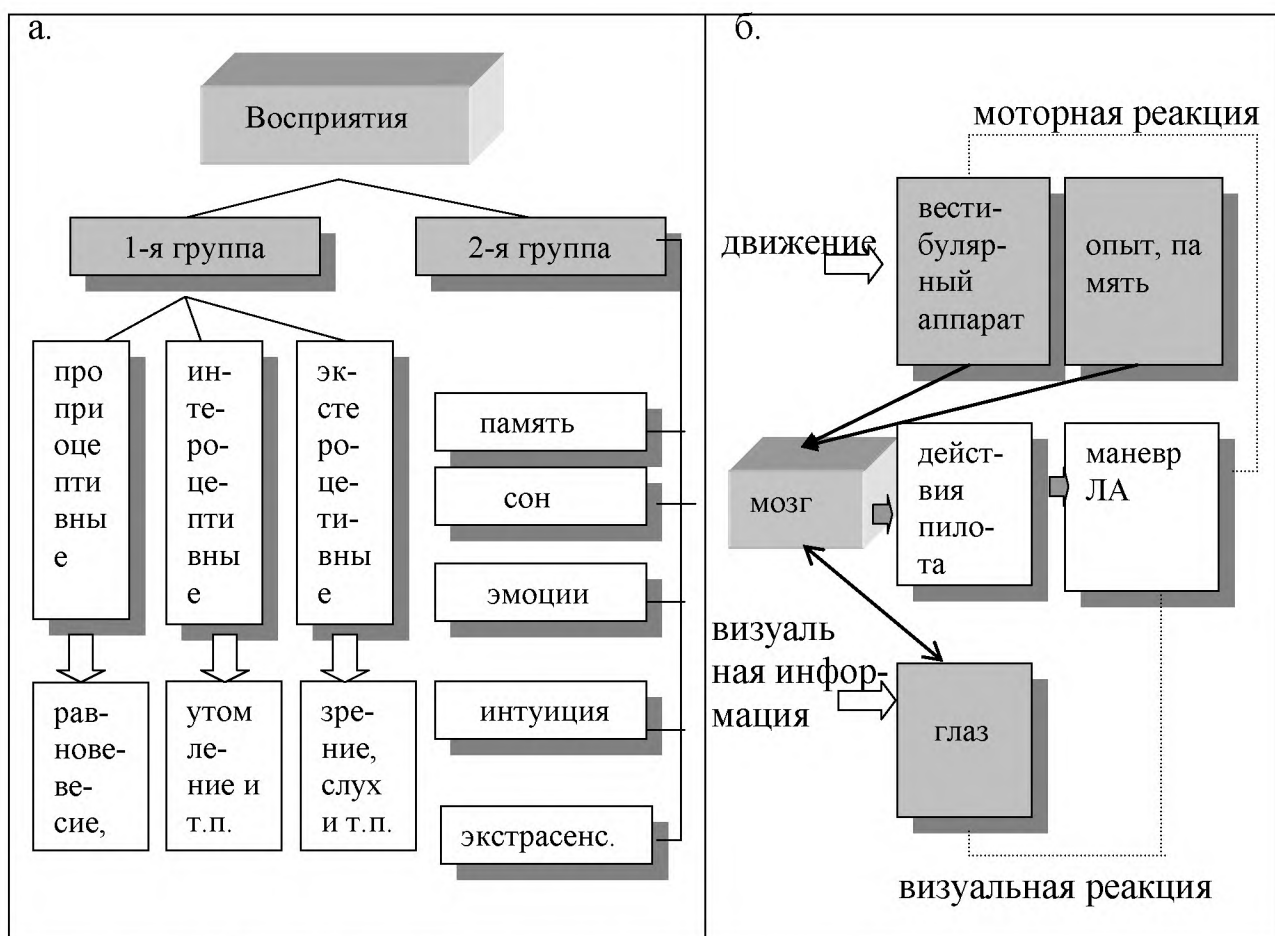 а.
Восприятия
1-я группа
2-я группа
про
при
оце
пти
вны
е
ин-
те-
ро-
це-
пти
вны
е
эк-
сте
ро-
це-
ти-
вны
е
рав-
нове-
ве-
сие,
утом
ле-
ние и
т.п.
зре-
ние,
слух
и т.п.
память
сон
эмоции
интуиция
экстрасенс.
б.
моторная реакция
движение
вести-
буляр-
ный
аппарат
опыт, па
мять
мозг
дейст-
вия
пило-
та
маневр
ЛА
визуаль
ная инфор-
мация
глаз
визуальная реакция